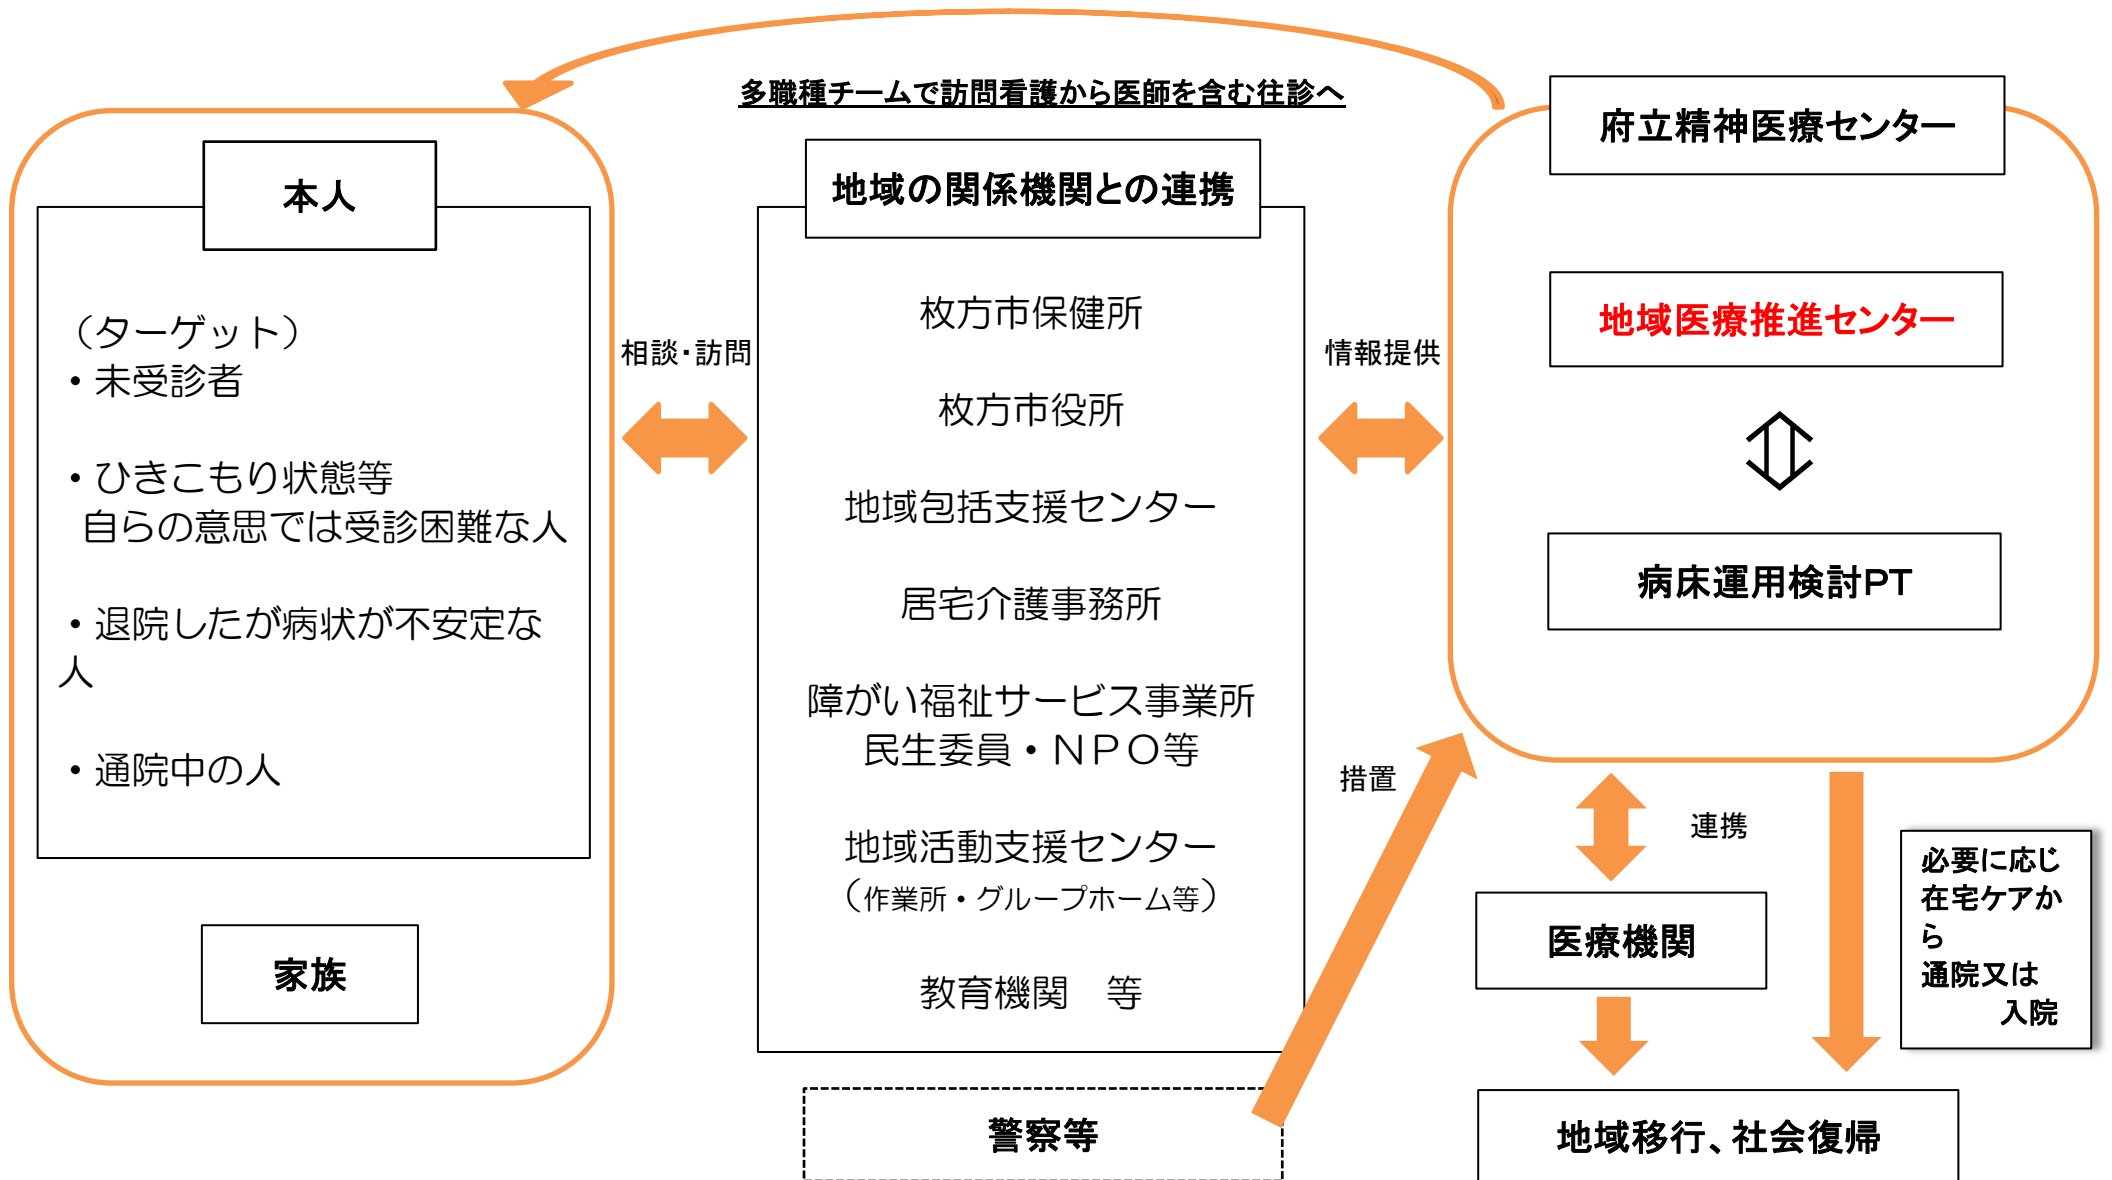 多職種チームで訪問看護から医師を含む往診へ
本人
（ターゲット）
・未受診者
・ひきこもり状態等
自らの意思では受診困難な人
・退院したが病状が不安定な
人
・通院中の人
家族
相談・訪問
地域の関係機関との連携
枚方市保健所
枚方市役所
地域包括支援センター
居宅介護事務所
障がい福祉サービス事業所
民生委員・ＮＰＯ等
地域活動支援センター
（作業所・グループホーム等）
教育機関　等
警察等
情報提供
措置
府立精神医療センター
地域医療推進センター
病床運用検討PT
連携
医療機関
必要に応じ
在宅ケアか
ら
通院又は
入院
地域移行、社会復帰